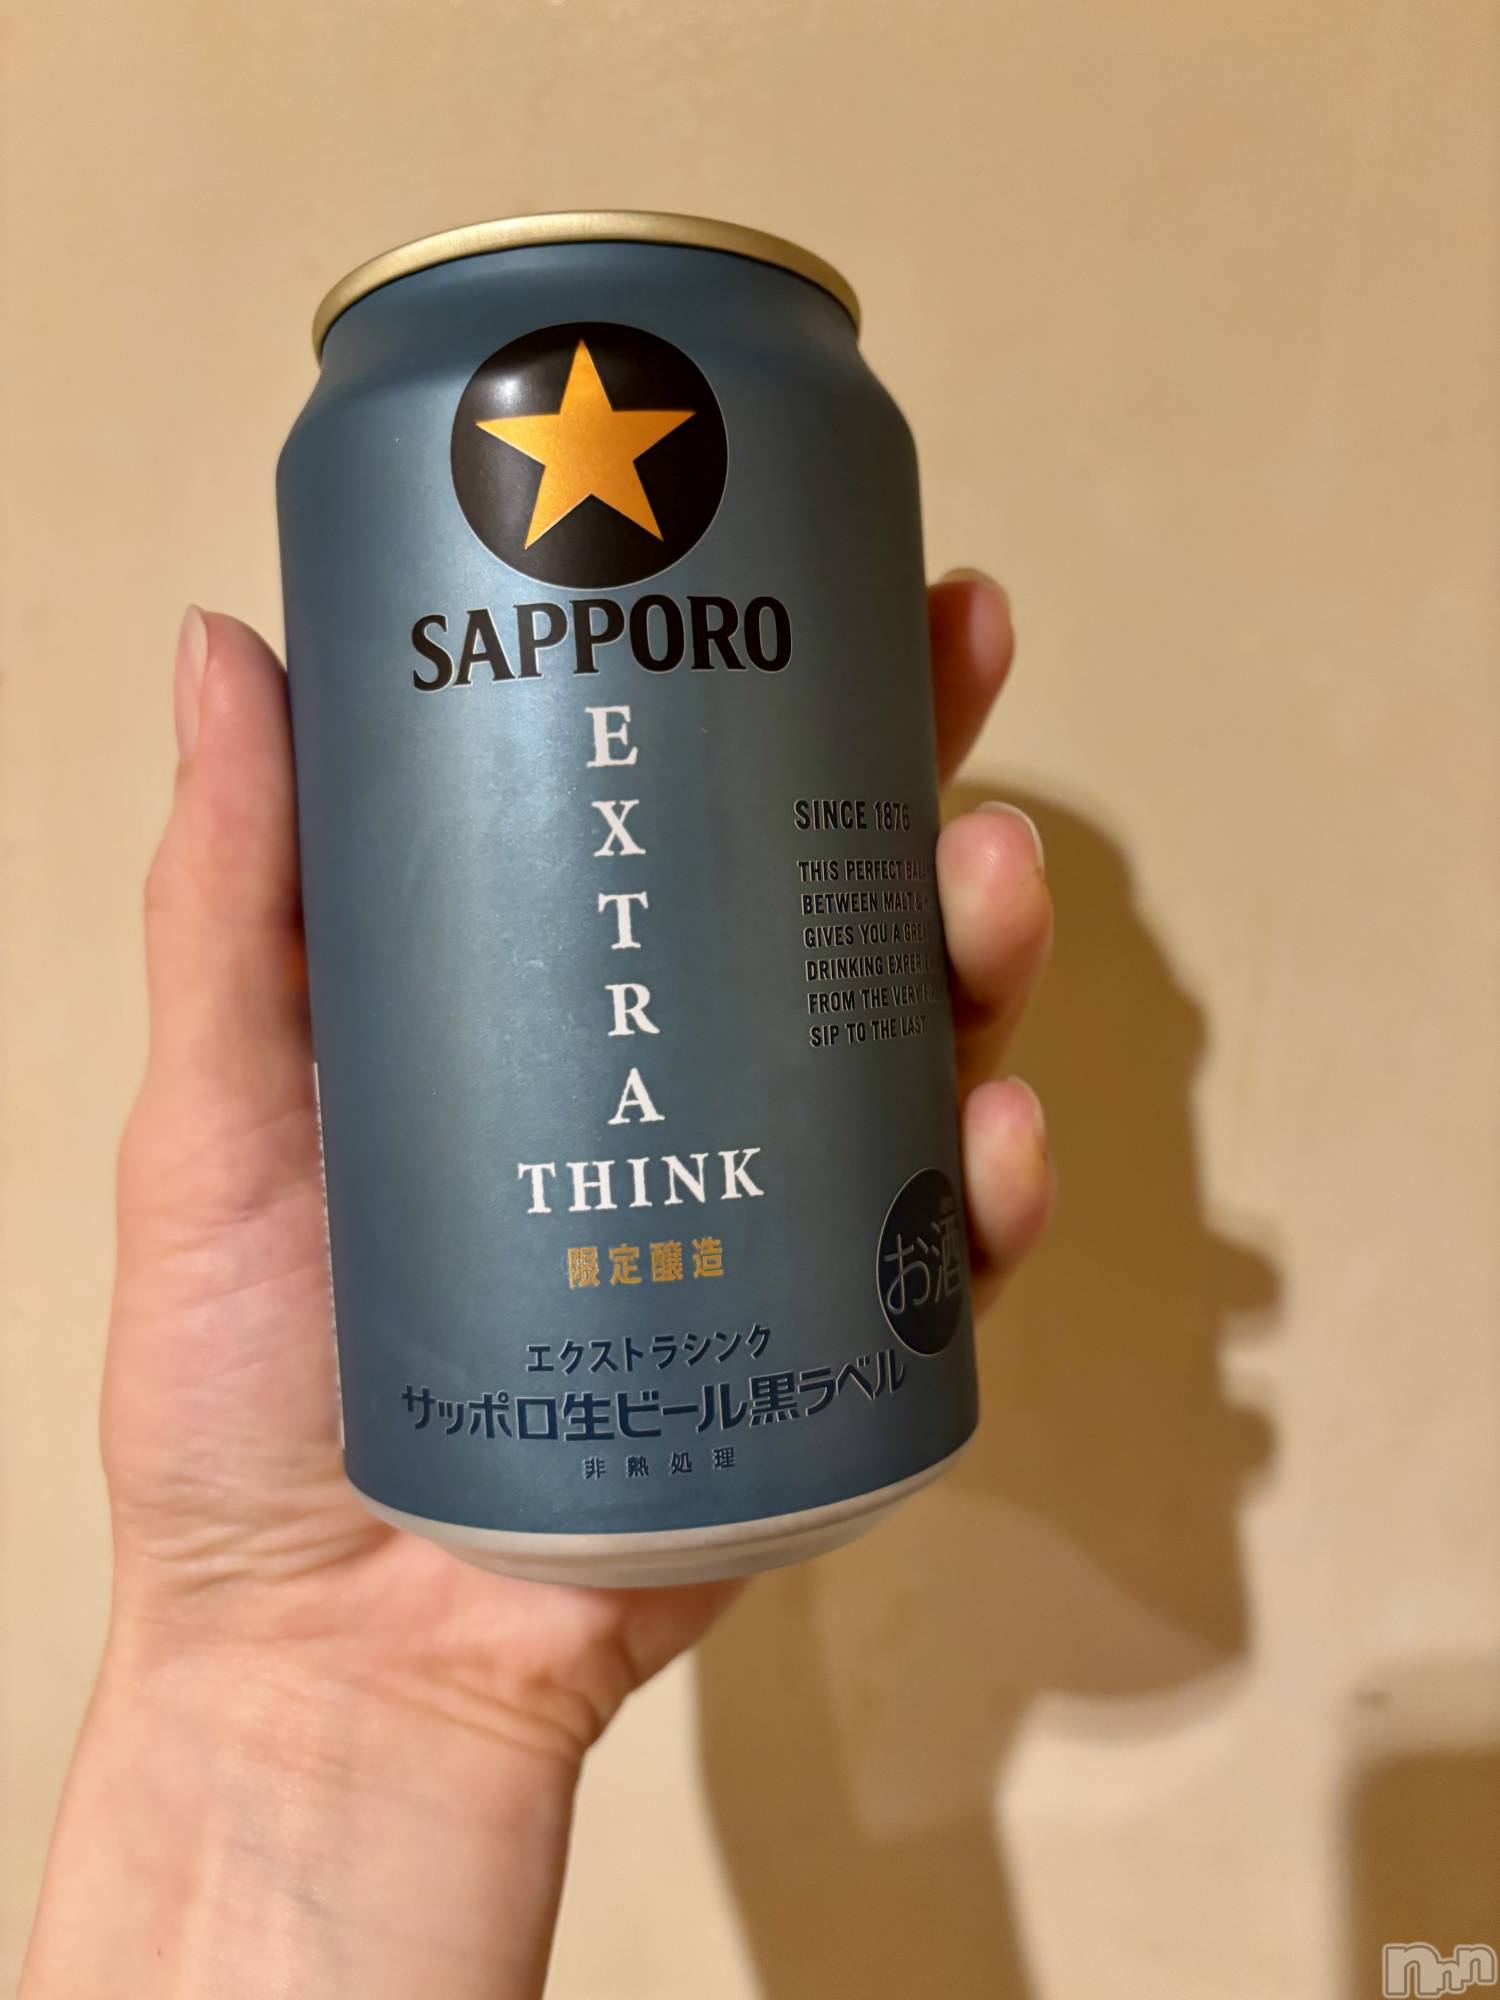 SAPPORO
EXTRA
THINK
限定醸造
エクストラシンク
サッポロ生ビール黒ラベル
非熱処理
SINCE 1876
THIS PERFECT
BETWEEN MALT &
GIVES YOU A
DRINKING
FROM THE VERY
SIP TO THE LAST
お酒
nnn